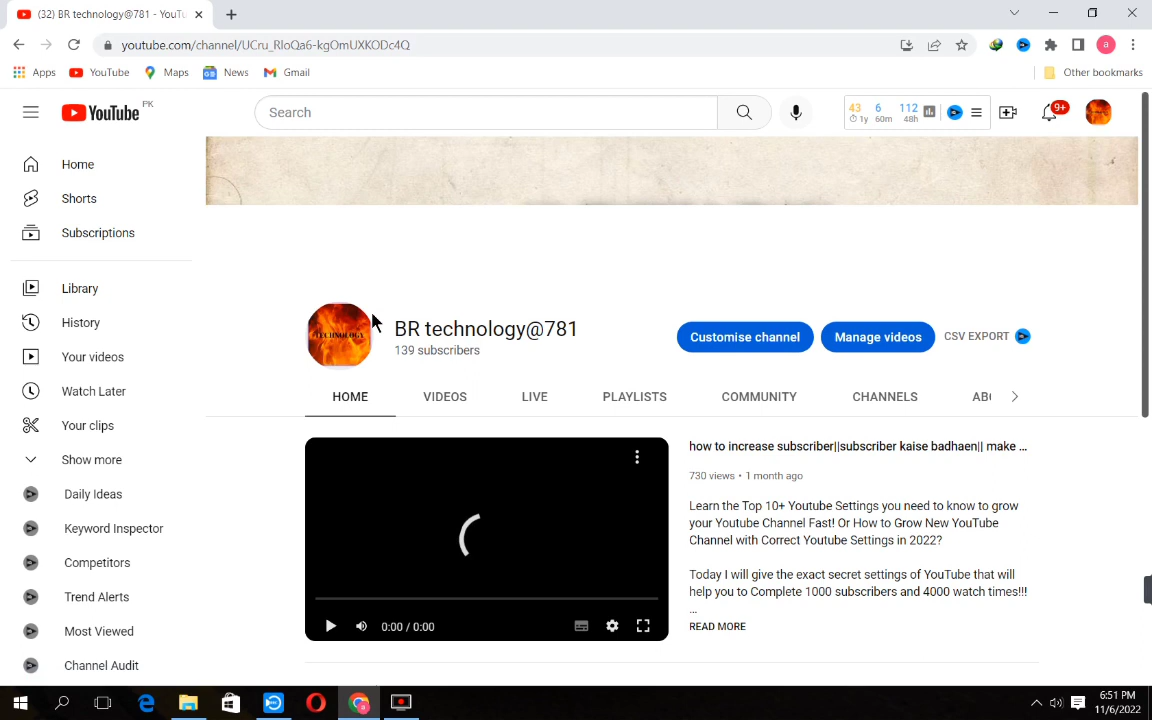 (32) BR technology@781 - YouTu
youtube.com/channel/UCru_RloQa6-kgOmUXKODc4Q
a
Apps
YouTube
Maps
News
Gmail
Other bookmarks
YouTube PK
Search
43 6 112
1y 60m 48h
9+
Home
Shorts
Subscriptions
Library
History
Your videos
Watch Later
Your clips
Show more
Daily Ideas
Keyword Inspector
Competitors
Trend Alerts
Most Viewed
Channel Audit
TECHNOLOGY
BR technology@781
139 subscribers
Customise channel
Manage videos
CSV EXPORT
HOME
VIDEOS
LIVE
PLAYLISTS
COMMUNITY
CHANNELS
AB
0:00 / 0:00
how to increase subscriber||subscriber kaise badhaen|| make ...
730 views • 1 month ago
Learn the Top 10+ Youtube Settings you need to know to grow
your Youtube Channel Fast! Or How to Grow New YouTube
Channel with Correct Youtube Settings in 2022?
Today I will give the exact secret settings of YouTube that will
help you to Complete 1000 subscribers and 4000 watch times!!!
...
READ MORE
6:51 PM
11/6/2022